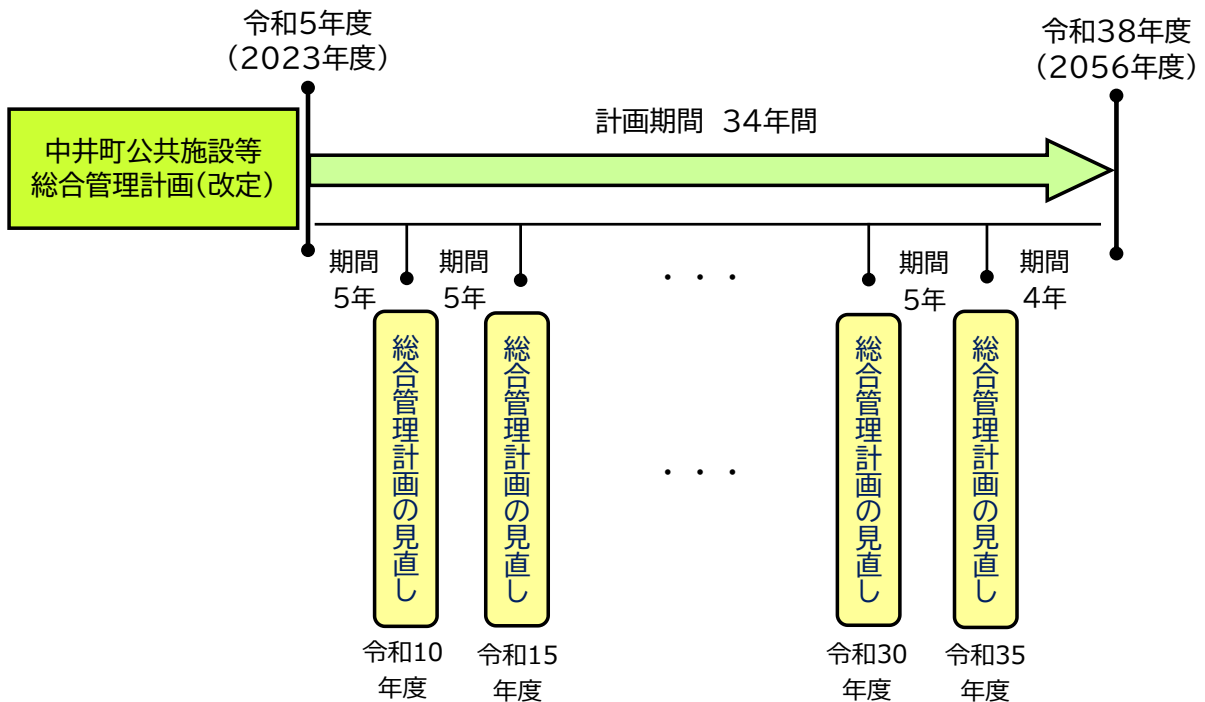 令和5年度
（2023年度）
令和38年度
（2056年度）
中井町公共施設等
総合管理計画（改定）
計画期間 34年間
期間
5年
期間
5年
・・・
期間
5年
期間
4年
総合管理計画の見直し
総合管理計画の見直し
・・・
総合管理計画の見直し
総合管理計画の見直し
令和10
年度
令和15
年度
令和30
年度
令和35
年度